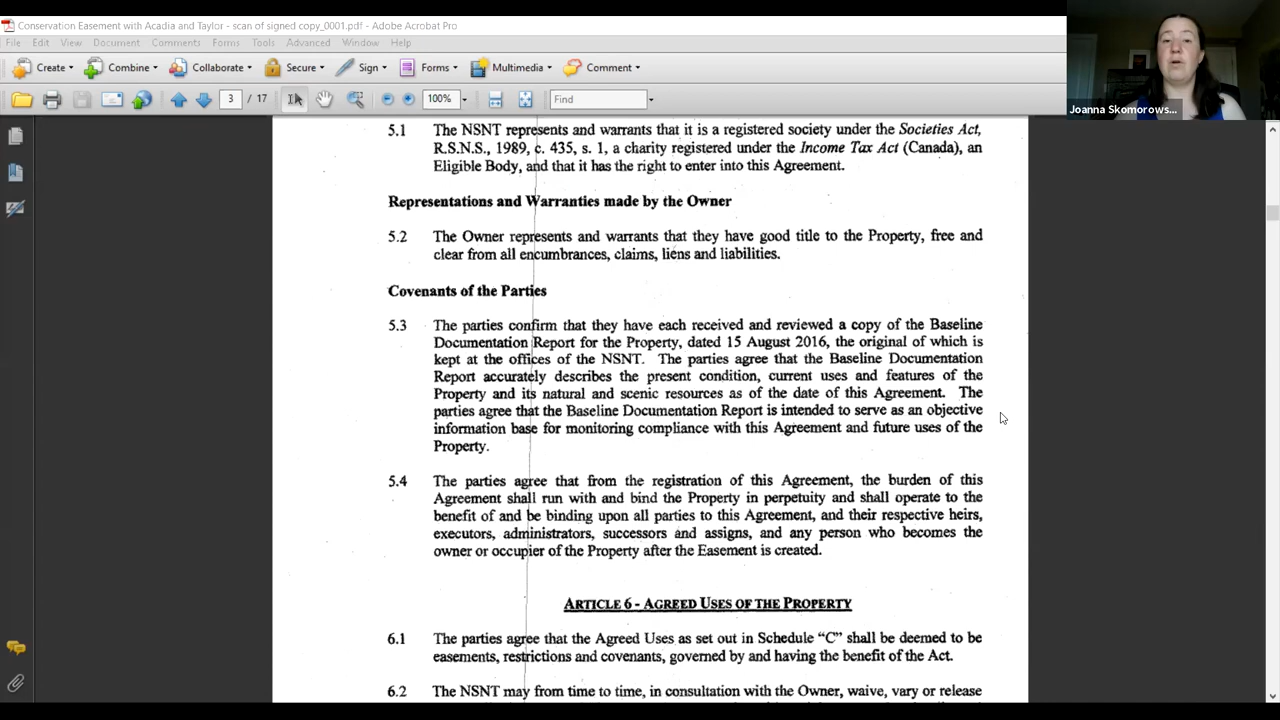 Conservation Easement with Acadia and Taylor - scan of signed copy_0001.pdf - Adobe Acrobat Pro
File Edit View Document Comments Forms Tools Advanced Window Help
Create Combine Collaborate Secure Sign Forms Multimedia Comment
3 / 17 100% Find
Joanna Skomorows...
5.1 The NSNT represents and warrants that it is a registered society under the Societies Act,
R.S.N.S., 1989, c. 435, s. 1, a charity registered under the Income Tax Act (Canada), an
Eligible Body, and that it has the right to enter into this Agreement.
Representations and Warranties made by the Owner
5.2 The Owner represents and warrants that they have good title to the Property, free and
clear from all encumbrances, claims, liens and liabilities.
Covenants of the Parties
5.3 The parties confirm that they have each received and reviewed a copy of the Baseline
Documentation Report for the Property, dated 15 August 2016, the original of which is
kept at the offices of the NSNT. The parties agree that the Baseline Documentation
Report accurately describes the present condition, current uses and features of the
Property and its natural and scenic resources as of the date of this Agreement. The
parties agree that the Baseline Documentation Report is intended to serve as an objective
information base for monitoring compliance with this Agreement and future uses of the
Property.
5.4 The parties agree that from the registration of this Agreement, the burden of this
Agreement shall run with and bind the Property in perpetuity and shall operate to the
benefit of and be binding upon all parties to this Agreement, and their respective heirs,
executors, administrators, successors and assigns, and any person who becomes the
owner or occupier of the Property after the Easement is created.
ARTICLE 6 - AGREED USES OF THE PROPERTY
6.1 The parties agree that the Agreed Uses as set out in Schedule “C” shall be deemed to be
easements, restrictions and covenants, governed by and having the benefit of the Act.
6.2 The NSNT may from time to time, in consultation with the Owner, waive, vary or release